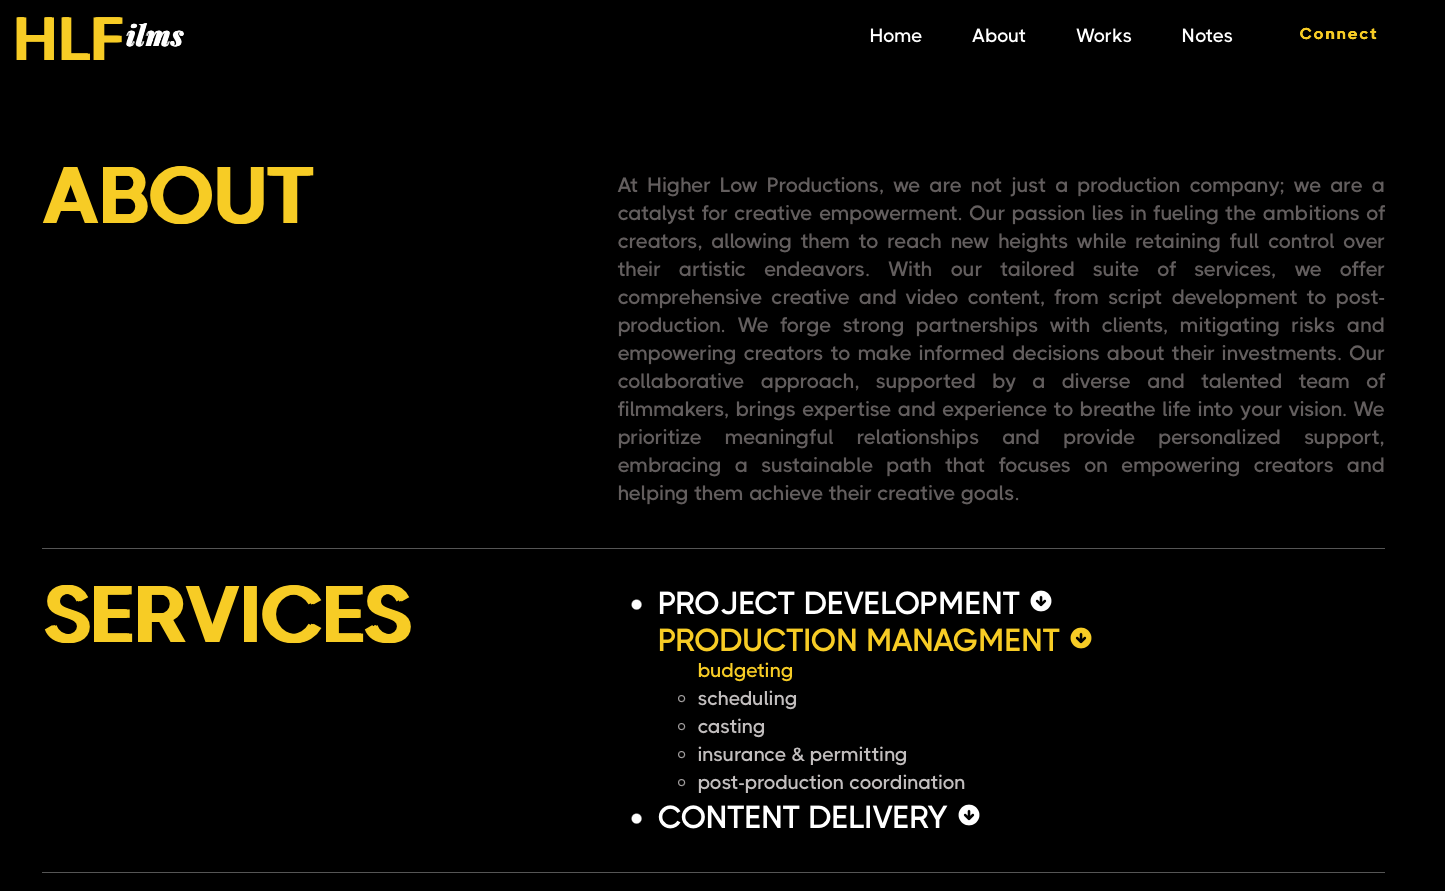 HLFilms
Home About Works Notes Connect
ABOUT
At Higher Low Productions, we are not just a production company; we are a
catalyst for creative empowerment. Our passion lies in fueling the ambitions of
creators, allowing them to reach new heights while retaining full control over
their artistic endeavors. With our tailored suite of services, we offer
comprehensive creative and video content, from script development to post-
production. We forge strong partnerships with clients, mitigating risks and
empowering creators to make informed decisions about their investments. Our
collaborative approach, supported by a diverse and talented team of
filmmakers, brings expertise and experience to breathe life into your vision. We
prioritize meaningful relationships and provide personalized support,
embracing a sustainable path that focuses on empowering creators and
helping them achieve their creative goals.
SERVICES
PROJECT DEVELOPMENT
PRODUCTION MANAGMENT
budgeting
scheduling
casting
insurance & permitting
post-production coordination
CONTENT DELIVERY